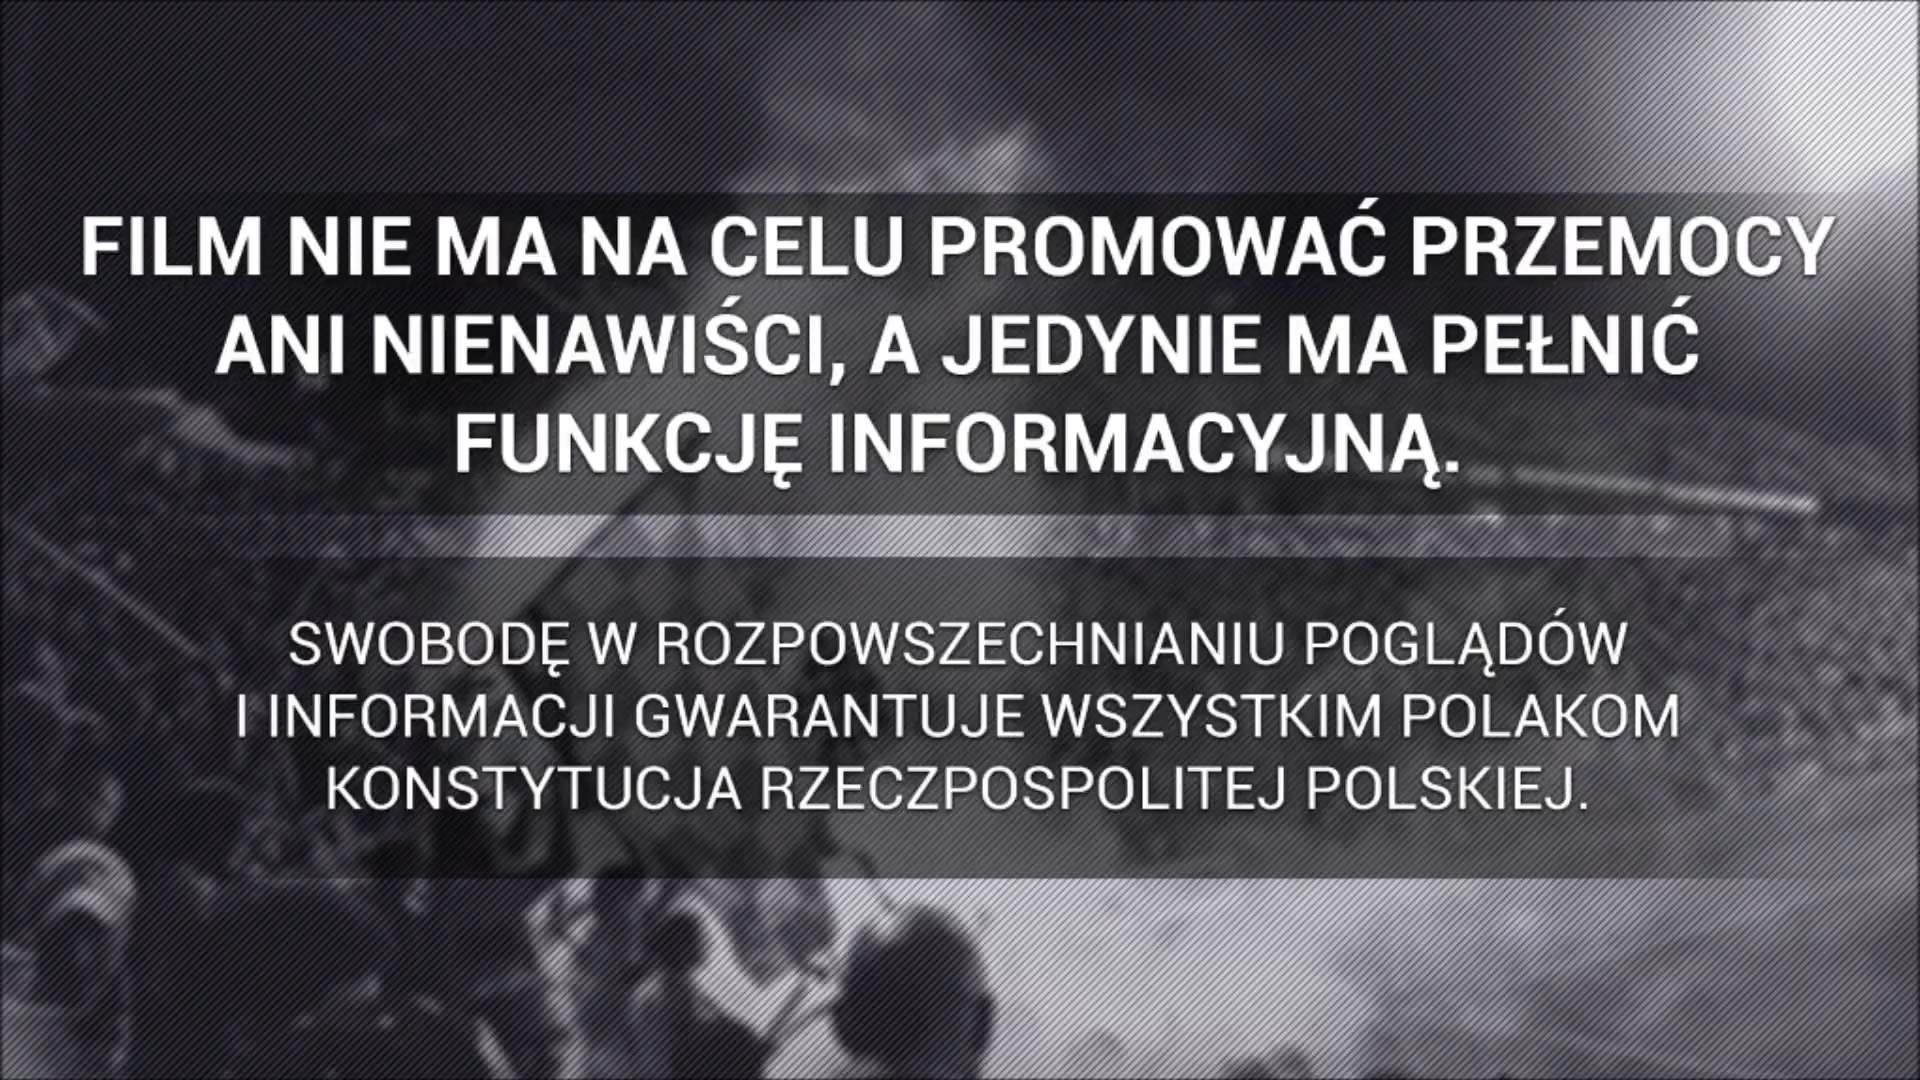 FILM NIE MA NA CELU PROMOWAĆ PRZEMOCY
ANI NIENAWIŚCI, A JEDYNIE MA PEŁNIĆ
FUNKCJĘ INFORMACYJNĄ.
SWOBODĘ W ROZPOWSZECHNIANIU POGLĄDÓW
I INFORMACJI GWARANTUJE WSZYSTKIM POLAKOM
KONSTYTUCJA RZECZPOSPOLITEJ POLSKIEJ.